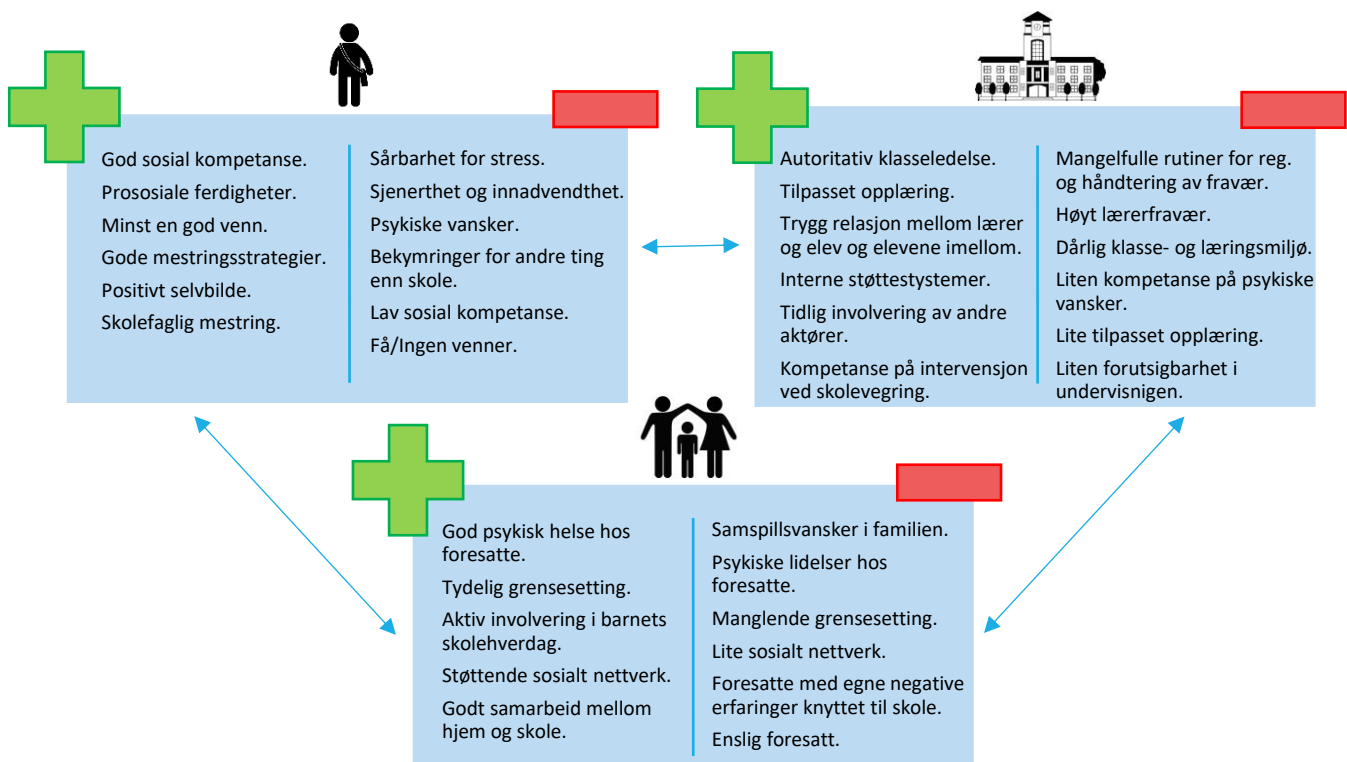 God sosial kompetanse.
Prososiale ferdigheter.
Minst en god venn.
Gode mestringsstrategier.
Positivt selvbilde.
Skolefaglig mestring.
Sårbarhet for stress.
Sjenerthet og innadvendthet.
Psykiske vansker.
Bekymringer for andre ting
enn skole.
Lav sosial kompetanse.
Få/Ingen venner.
Autoritativ klasseledelse.
Tilpasset opplæring.
Trygg relasjon mellom lærer
og elev og elevene imellom.
Interne støttestystemer.
Tidlig involvering av andre
aktører.
Kompetanse på intervensjon
ved skolevegring.
Mangelfulle rutiner for reg.
og håndtering av fravær.
Høyt lærerfravær.
Dårlig klasse- og læringsmiljø.
Liten kompetanse på psykiske
vansker.
Lite tilpasset opplæring.
Liten forutsigbarhet i
undervisnigen.
God psykisk helse hos
foresatte.
Tydelig grensesetting.
Aktiv involvering i barnets
skolehverdag.
Støttende sosialt nettverk.
Godt samarbeid mellom
hjem og skole.
Samspillsvansker i familien.
Psykiske lidelser hos
foresatte.
Manglende grensesetting.
Lite sosialt nettverk.
Foresatte med egne negative
erfaringer knyttet til skole.
Enslig foresatt.